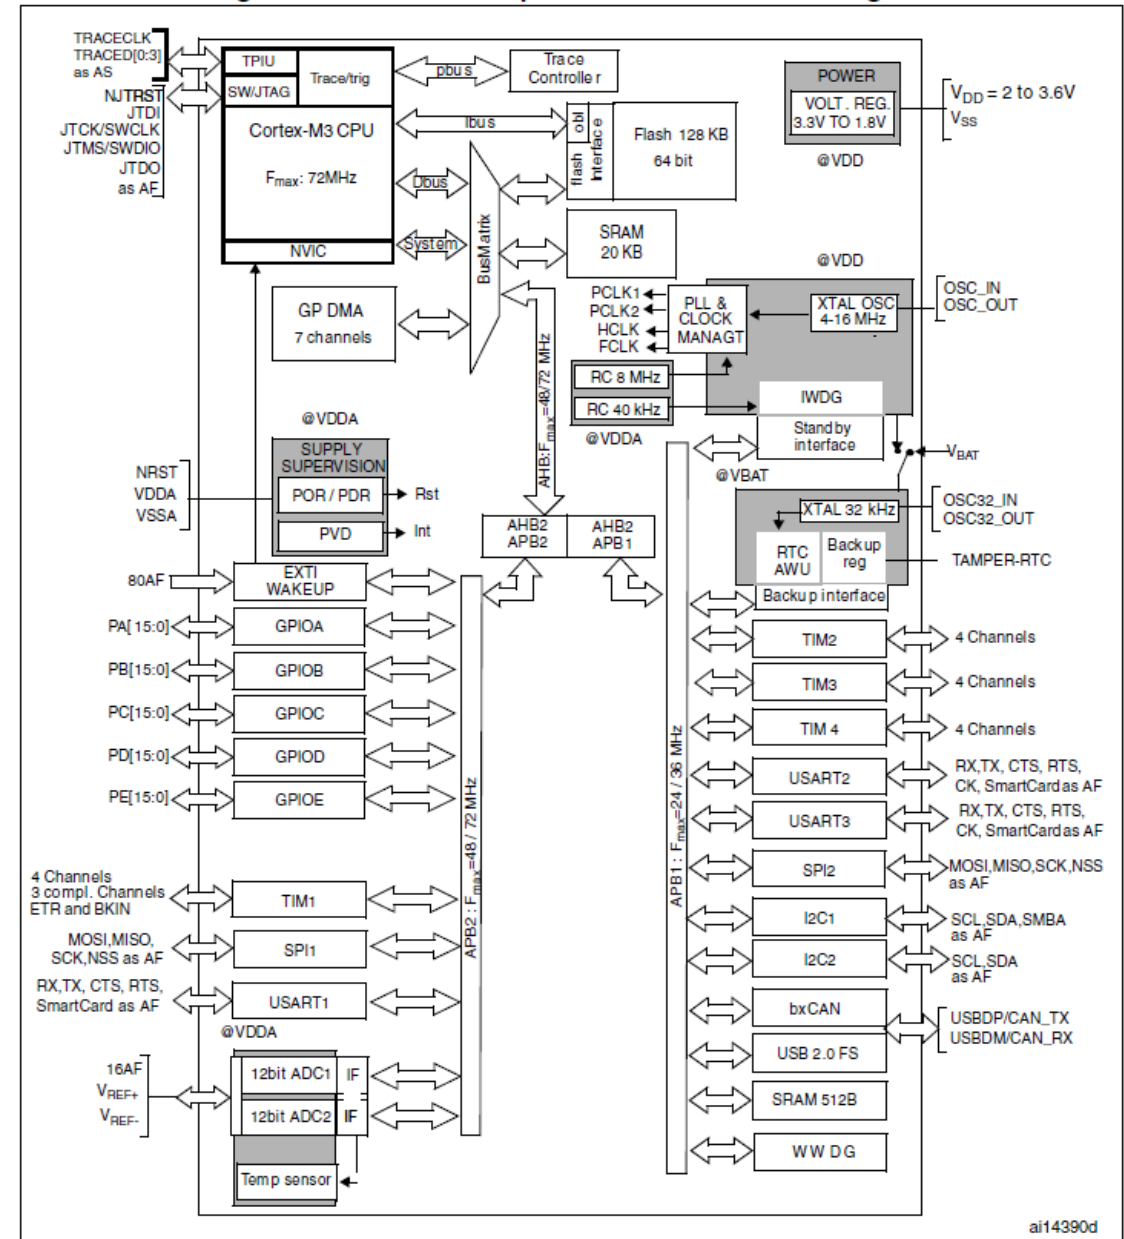 TRACECLK
TRACED[0:3]
as AS
TPIU
SW/JTAG
Trace/trig
pbus
Trace
Controller
NJTRST
JTDI
JTCK/SWCLK
JTMS/SWDIO
JTDO
as AF
Cortex-M3 CPU
Fmax: 72MHz
NVIC
Ibus
Dbus
System
BusMatrix
flash obl
Interface
Flash 128 KB
64 bit
SRAM
20 KB
POWER
VOLT. REG.
3.3V TO 1.8V
@VDD
VDD = 2 to 3.6V
VSS
GP DMA
7 channels
PCLK1
PCLK2
HCLK
FCLK
PLL &
CLOCK
MANAGT
@VDD
XTAL OSC
4-16 MHz
OSC_IN
OSC_OUT
RC 8 MHz
RC 40 kHz
@VDDA
IWDG
Standby
interface
@VBAT
VBAT
AHB:Fmax=48/72 MHz
@VDDA
SUPPLY
SUPERVISION
POR / PDR
Rst
PVD
Int
NRST
VDDA
VSSA
AHB2
APB2
AHB2
APB1
XTAL 32 kHz
OSC32_IN
OSC32_OUT
RTC
AWU
Backup
reg
TAMPER-RTC
Backup interface
80AF
EXTI
WAKEUP
PA[15:0]
GPIOA
PB[15:0]
GPIOB
PC[15:0]
GPIOC
PD[15:0]
GPIOD
PE[15:0]
GPIOE
4 Channels
3 compl. Channels
ETR and BKIN
TIM1
MOSI,MISO,
SCK,NSS as AF
SPI1
RX,TX, CTS, RTS,
SmartCard as AF
USART1
@VDDA
16AF
VREF+
VREF-
12bit ADC1
IF
12bit ADC2
IF
Temp sensor
APB2 : Fmax=48 / 72 MHz
APB1 : Fmax=24 / 36 MHz
TIM2
4 Channels
TIM3
4 Channels
TIM 4
4 Channels
USART2
RX,TX, CTS, RTS,
CK, SmartCard as AF
USART3
RX,TX, CTS, RTS,
CK, SmartCard as AF
SPI2
MOSI,MISO,SCK,NSS
as AF
I2C1
SCL,SDA,SMBA
as AF
I2C2
SCL,SDA
as AF
bxCAN
USBDP/CAN_TX
USBDM/CAN_RX
USB 2.0 FS
SRAM 512B
WWDG
ai14390d